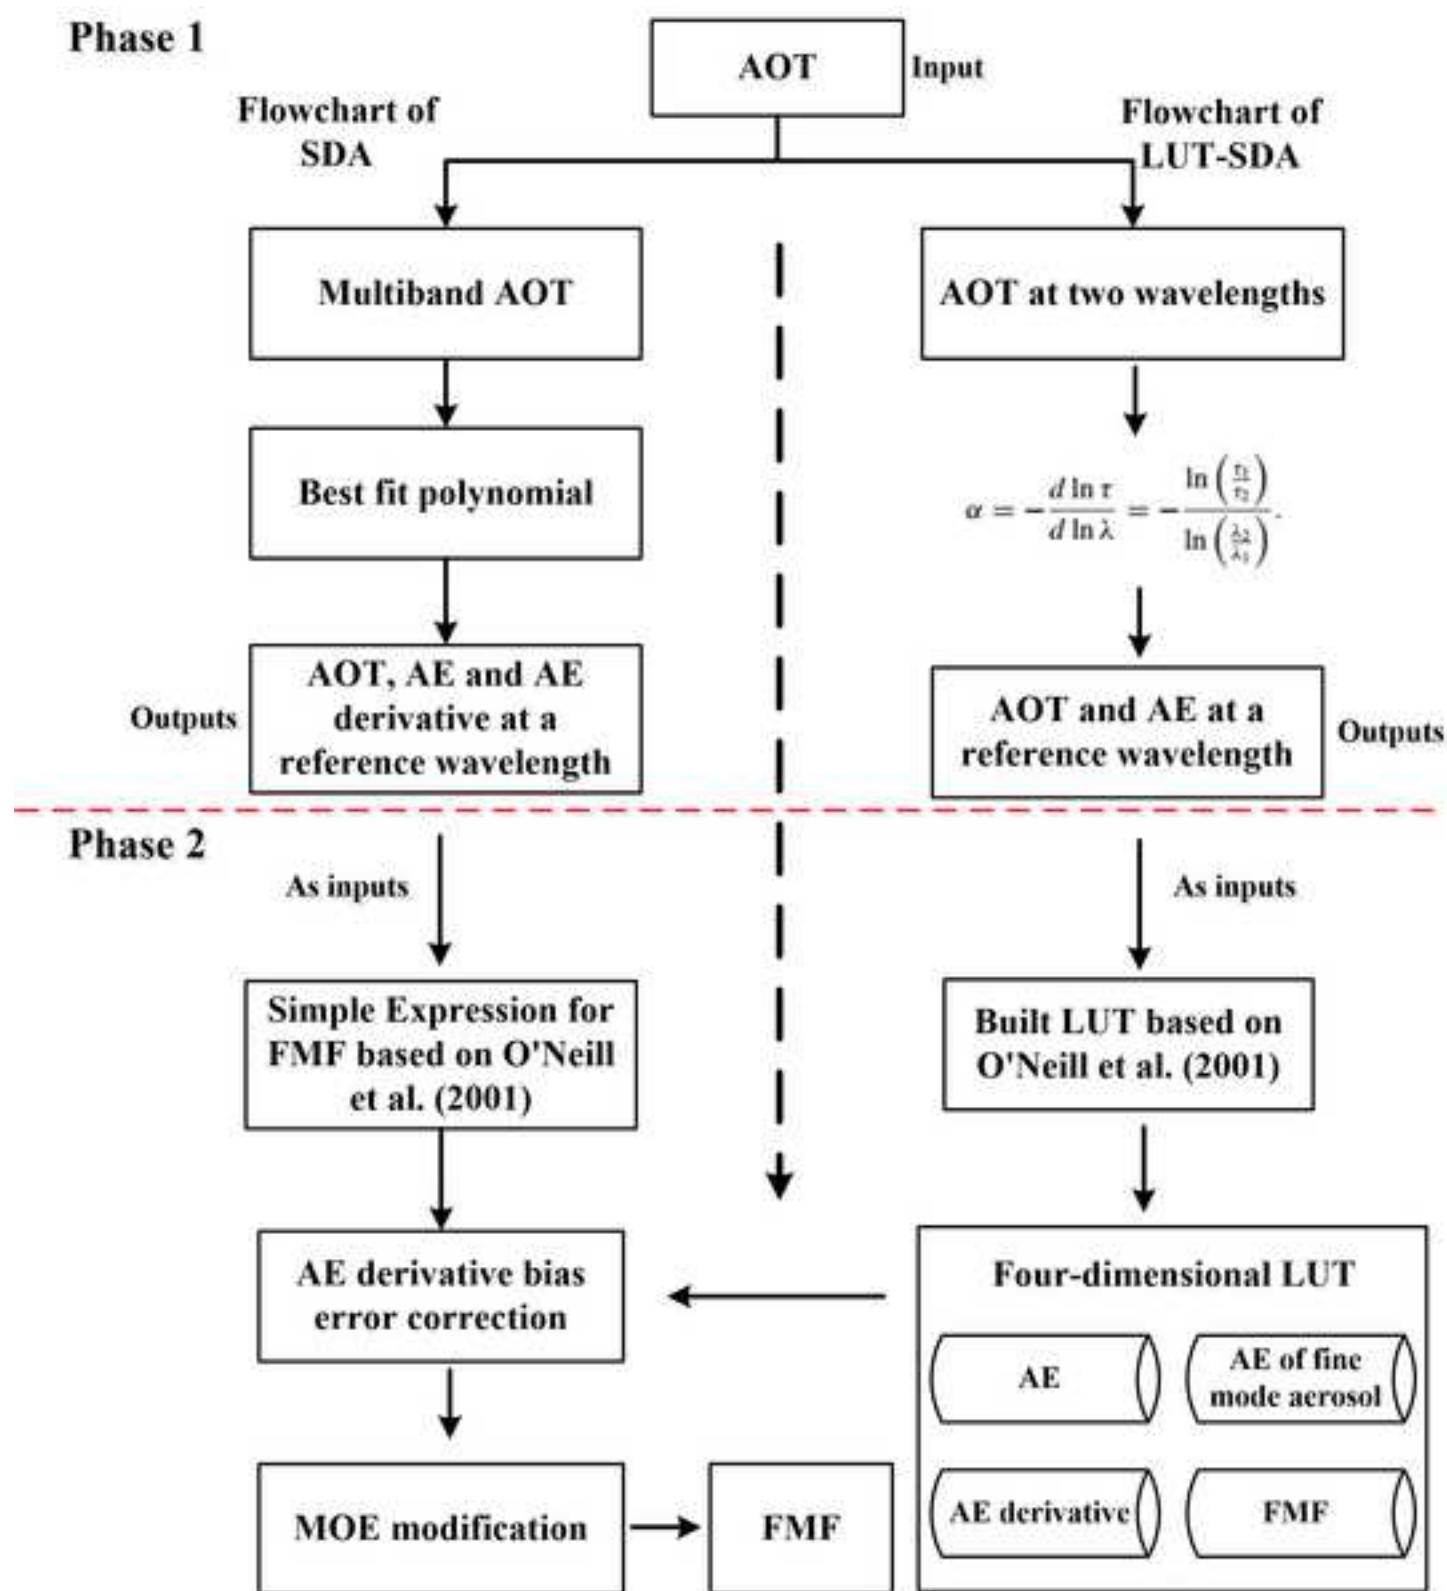 Phase 1
AOT
Input
Flowchart of
SDA
Flowchart of
LUT-SDA
Multiband AOT
AOT at two wavelengths
Best fit polynomial
α = − d ln τ / d ln λ = − ln (τ₁/τ₂) / ln (λ₂/λ₁) .
Outputs
AOT, AE and AE
derivative at a
reference wavelength
AOT and AE at a
reference wavelength
Outputs
Phase 2
As inputs
As inputs
Simple Expression for
FMF based on O'Neill
et al. (2001)
Built LUT based on
O'Neill et al. (2001)
AE derivative bias
error correction
Four-dimensional LUT
AE
AE of fine
mode aerosol
MOE modification
FMF
AE derivative
FMF